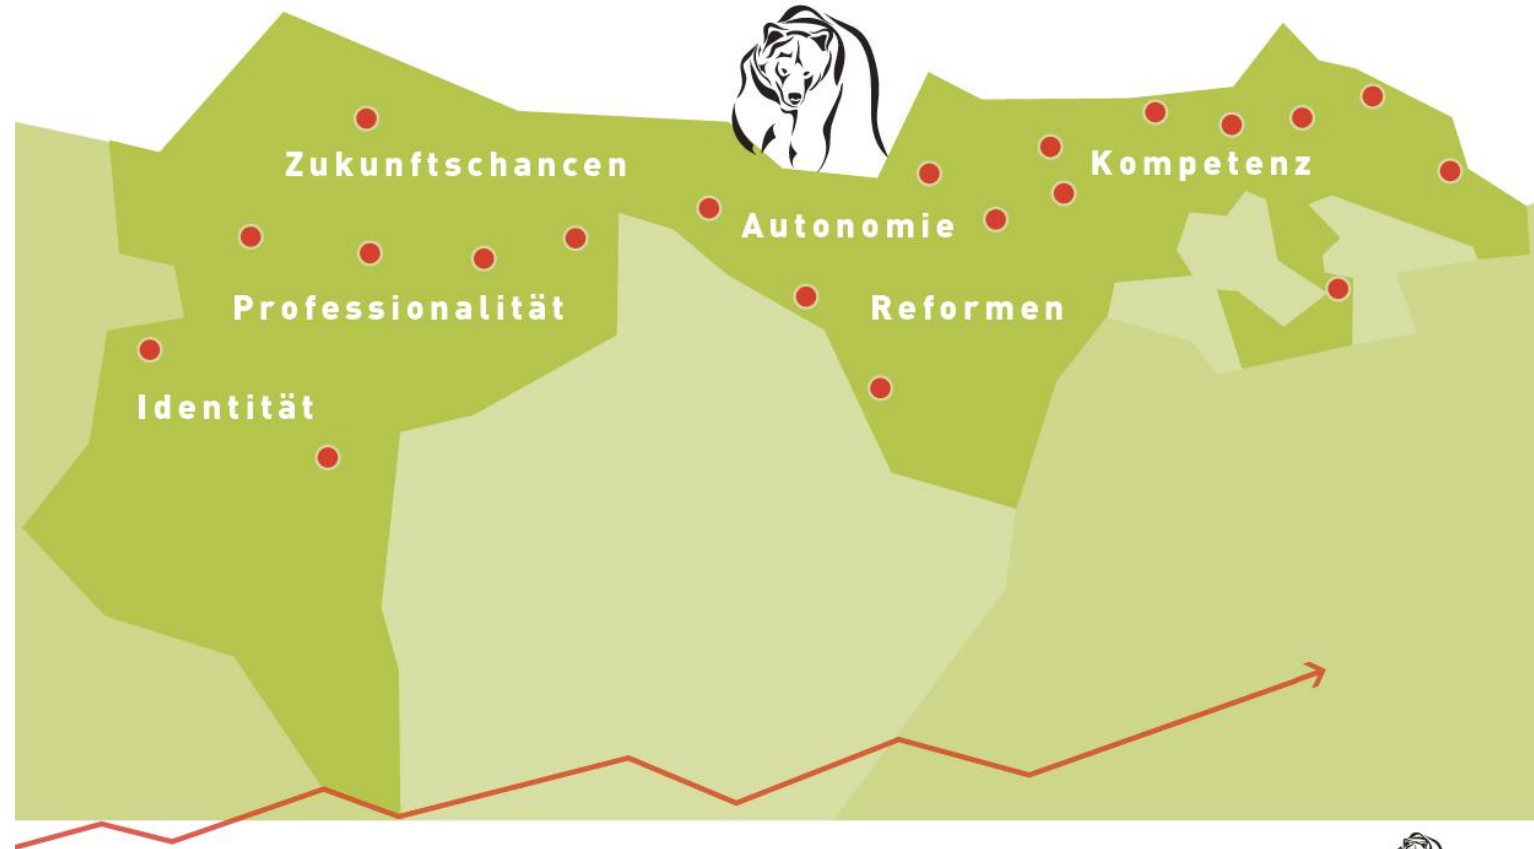 Zukunftschancen
Kompetenz
Autonomie
Professionalität
Reformen
Identität